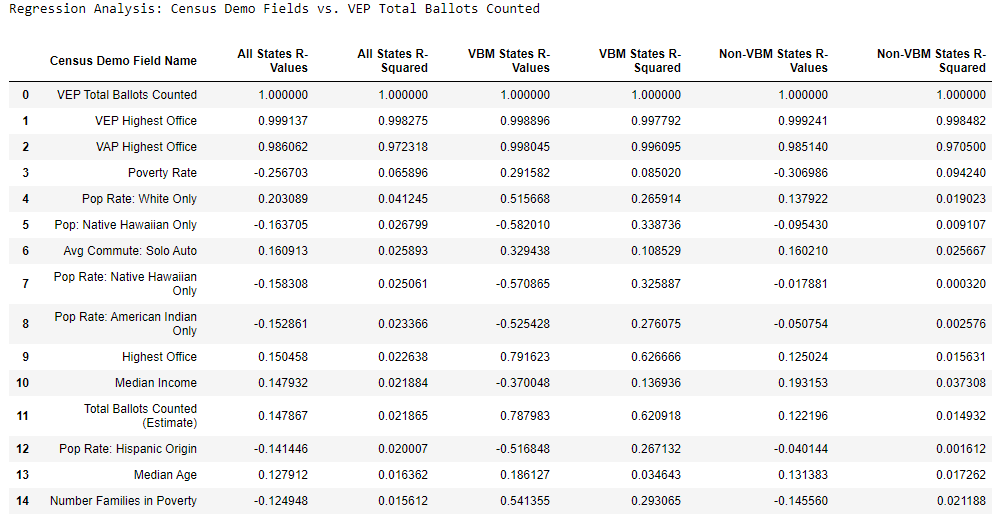 Regression Analysis: Census Demo Fields vs. VEP Total Ballots Counted
Census Demo Field Name All States R-Values All States R-Squared VBM States R-Values VBM States R-Squared Non-VBM States R-Values Non-VBM States R-Squared
0 VEP Total Ballots Counted 1.000000 1.000000 1.000000 1.000000 1.000000 1.000000
1 VEP Highest Office 0.999137 0.998275 0.998896 0.997792 0.999241 0.998482
2 VAP Highest Office 0.986062 0.972318 0.998045 0.996095 0.985140 0.970500
3 Poverty Rate -0.256703 0.065896 0.291582 0.085020 -0.306986 0.094240
4 Pop Rate: White Only 0.203089 0.041245 0.515668 0.265914 0.137922 0.019023
5 Pop: Native Hawaiian Only -0.163705 0.026799 -0.582010 0.338736 -0.095430 0.009107
6 Avg Commute: Solo Auto 0.160913 0.025893 0.329438 0.108529 0.160210 0.025667
7 Pop Rate: Native Hawaiian Only -0.158308 0.025061 -0.570865 0.325887 -0.017881 0.000320
8 Pop Rate: American Indian Only -0.152861 0.023366 -0.525428 0.276075 -0.050754 0.002576
9 Highest Office 0.150458 0.022638 0.791623 0.626666 0.125024 0.015631
10 Median Income 0.147932 0.021884 -0.370048 0.136936 0.193153 0.037308
11 Total Ballots Counted (Estimate) 0.147867 0.021865 0.787983 0.620918 0.122196 0.014932
12 Pop Rate: Hispanic Origin -0.141446 0.020007 -0.516848 0.267132 -0.040144 0.001612
13 Median Age 0.127912 0.016362 0.186127 0.034643 0.131383 0.017262
14 Number Families in Poverty -0.124948 0.015612 0.541355 0.293065 -0.145560 0.021188